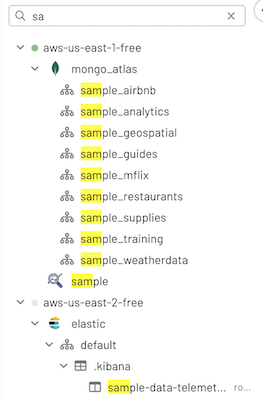 sa
aws-us-east-1-free
mongo_atlas
sample_airbnb
sample_analytics
sample_geospatial
sample_guides
sample_mflix
sample_restaurants
sample_supplies
sample_training
sample_weatherdata
sample
aws-us-east-2-free
elastic
default
.kibana
sample-data-telemet... ro...